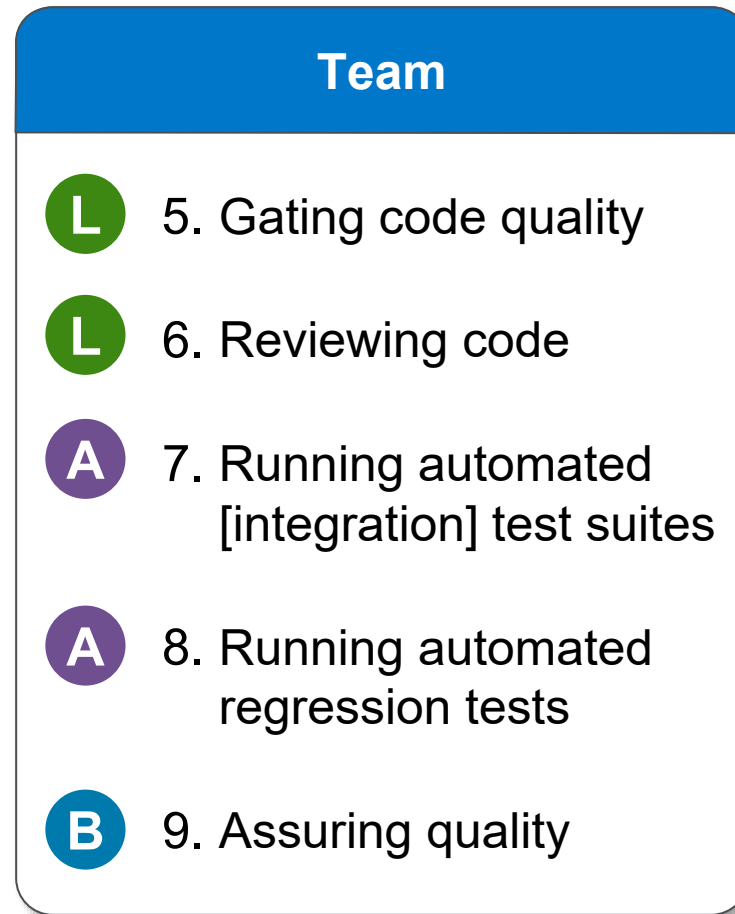 Team
L 5. Gating code quality
L 6. Reviewing code
A 7. Running automated
[integration] test suites
A 8. Running automated
regression tests
B 9. Assuring quality